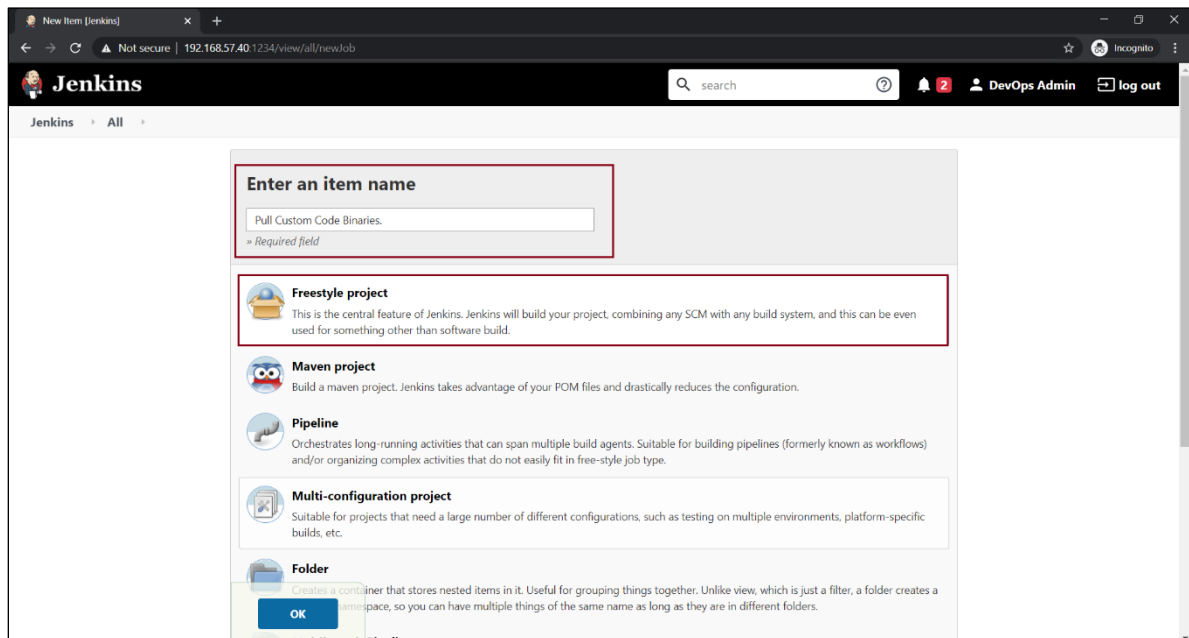 New Item [Jenkins]
Not secure | 192.168.57.40:1234/view/all/newJob
Incognito
Jenkins
search
2
DevOps Admin
log out
Jenkins
All
Enter an item name
Pull Custom Code Binaries.
» Required field
Freestyle project
This is the central feature of Jenkins. Jenkins will build your project, combining any SCM with any build system, and this can be even
used for something other than software build.
Maven project
Build a maven project. Jenkins takes advantage of your POM files and drastically reduces the configuration.
Pipeline
Orchestrates long-running activities that can span multiple build agents. Suitable for building pipelines (formerly known as workflows)
and/or organizing complex activities that do not easily fit in free-style job type.
Multi-configuration project
Suitable for projects that need a large number of different configurations, such as testing on multiple environments, platform-specific
builds, etc.
Folder
Creates a container that stores nested items in it. Useful for grouping things together. Unlike view, which is just a filter, a folder creates a
so you can have multiple things of the same name as long as they are in different folders.
OK